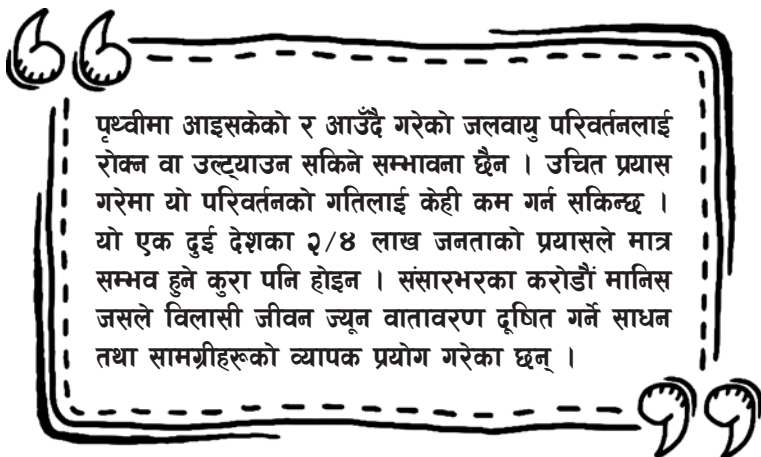 पृथ्वीमा आइसकेको र आउँदै गरेको जलवायु परिवर्तनलाई
रोक्न वा उल्ट्याउन सकिने सम्भावना छैन । उचित प्रयास
गरेमा यो परिवर्तनको गतिलाई केही कम गर्न सकिन्छ ।
यो एक दुई देशका २/४ लाख जनताको प्रयासले मात्र
सम्भव हुने कुरा पनि होइन । संसारभरका करोडौं मानिस
जसले विलासी जीवन ज्यून वातावरण दूषित गर्ने साधन
तथा सामग्रीहरूको व्यापक प्रयोग गरेका छन् ।